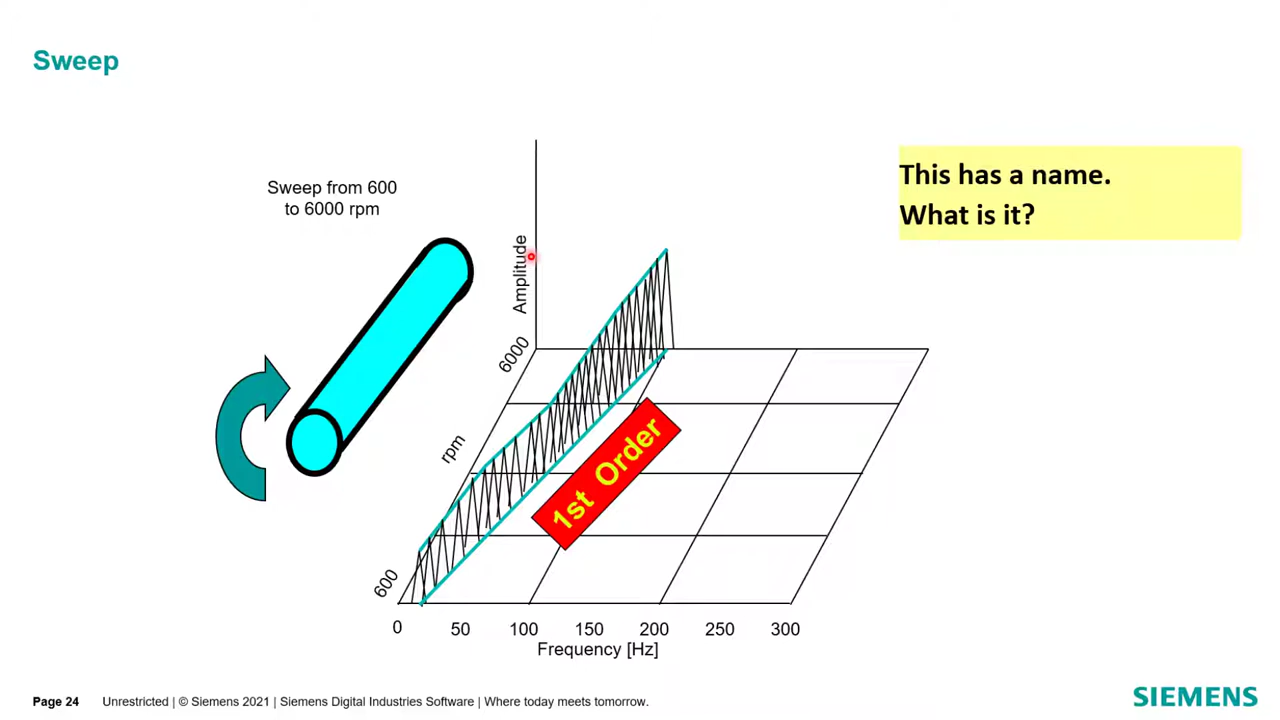 Sweep
Sweep from 600
to 6000 rpm
This has a name.
What is it?
Amplitude
6000
rpm
600
1st Order
0 50 100 150 200 250 300
Frequency [Hz]
Page 24 Unrestricted | © Siemens 2021 | Siemens Digital Industries Software | Where today meets tomorrow.
SIEMENS